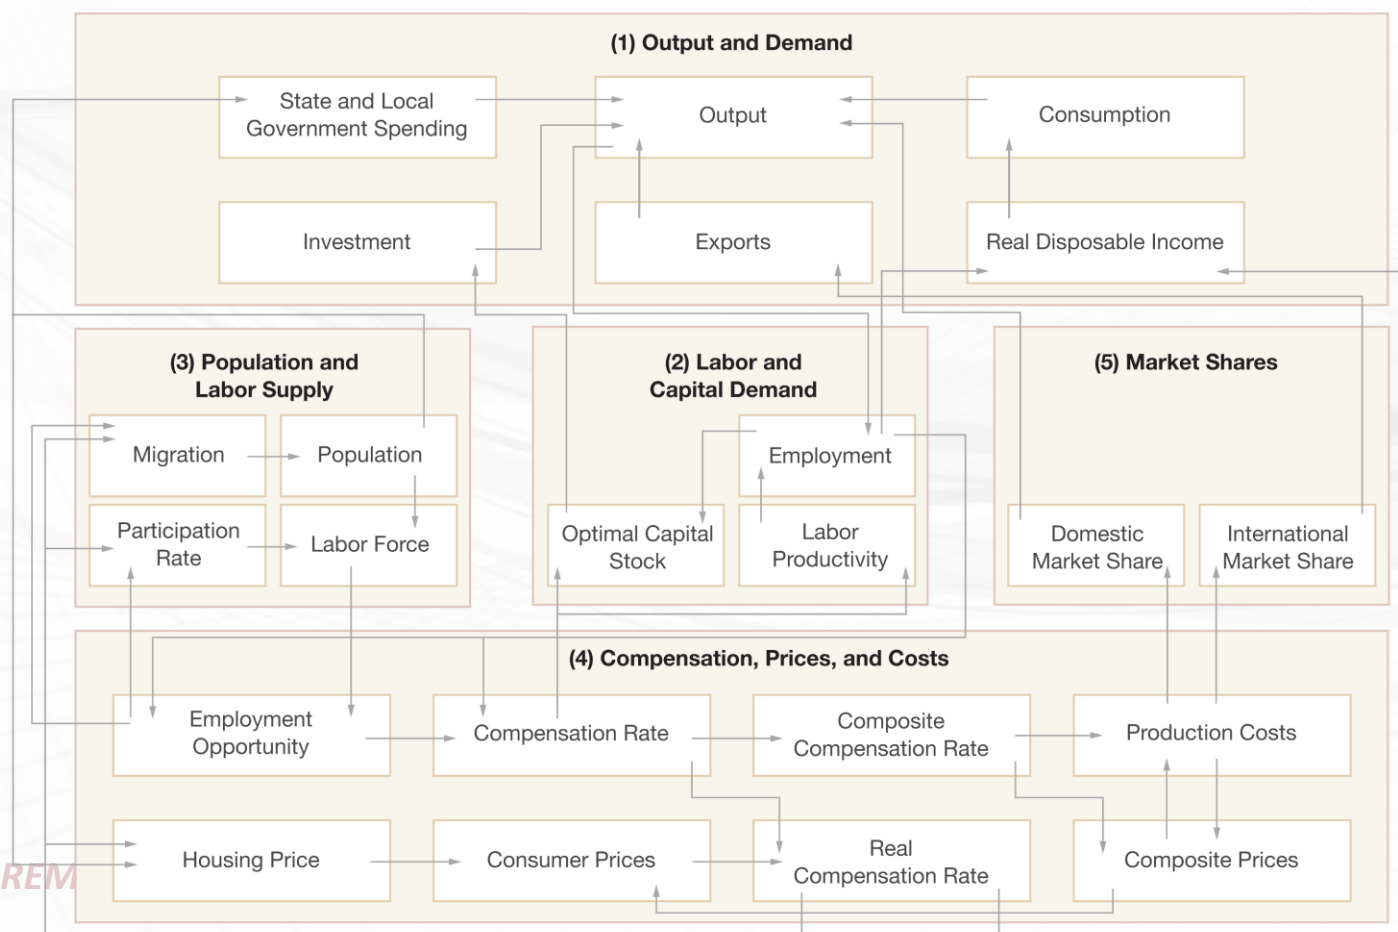 (1) Output and Demand
State and Local
Government Spending
Output
Consumption
Investment
Exports
Real Disposable Income
(3) Population and
Labor Supply
Migration
Population
Participation
Rate
Labor Force
(2) Labor and
Capital Demand
Employment
Optimal Capital
Stock
Labor
Productivity
(5) Market Shares
Domestic
Market Share
International
Market Share
(4) Compensation, Prices, and Costs
Employment
Opportunity
Compensation Rate
Composite
Compensation Rate
Production Costs
Housing Price
Consumer Prices
Real
Compensation Rate
Composite Prices
REM